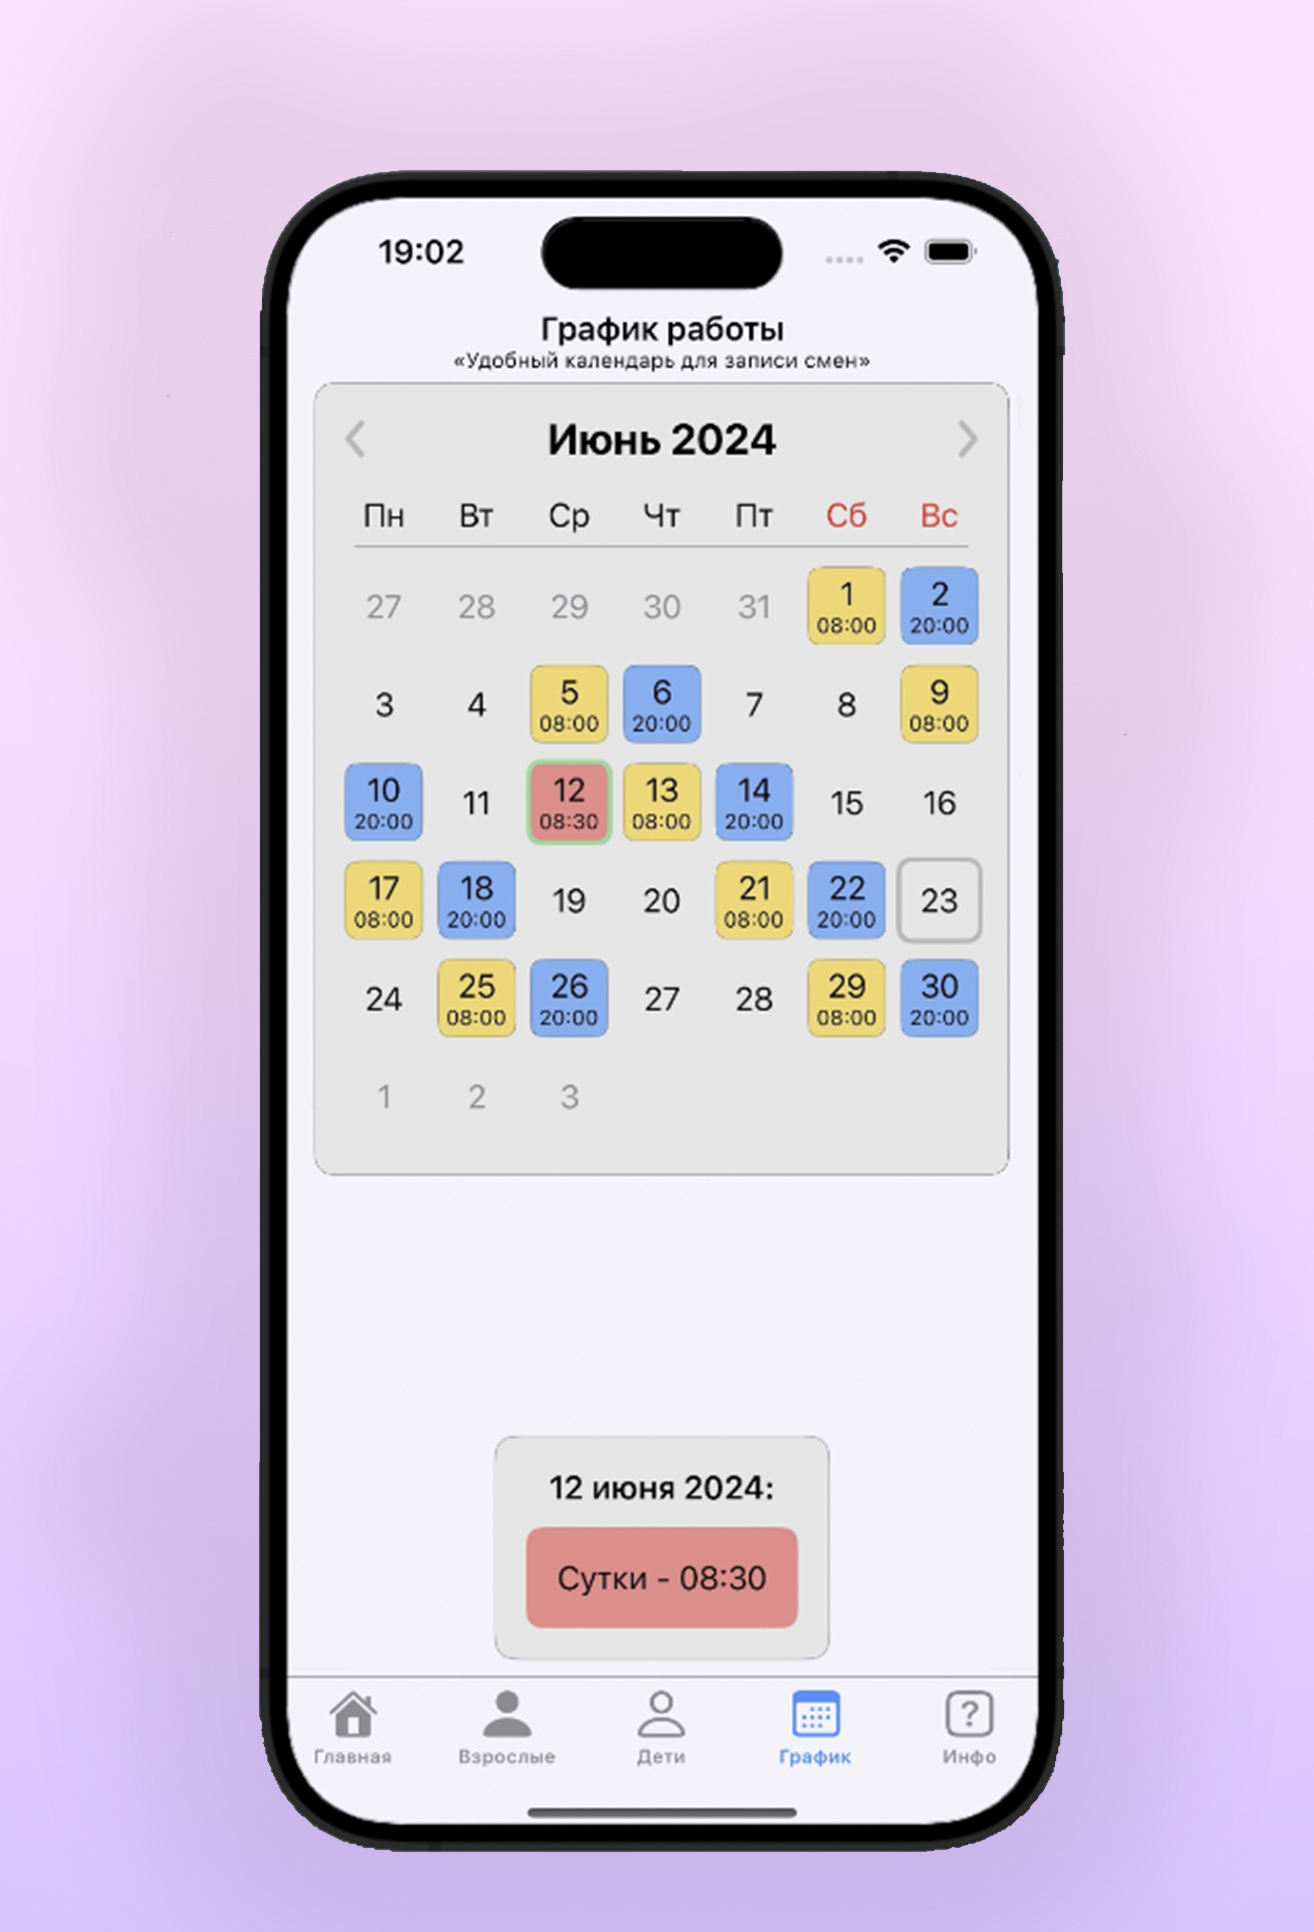 19:02
График работы
«Удобный календарь для записи смен»
Июнь 2024
Пн Вт Ср Чт Пт Сб Вс
27 28 29 30 31 1 2
08:00 20:00
3 4 5 6 7 8 9
08:00 20:00 08:00
10 11 12 13 14 15 16
20:00 08:30 08:00 20:00
17 18 19 20 21 22 23
08:00 20:00 08:00 20:00
24 25 26 27 28 29 30
08:00 20:00 08:00 20:00
1 2 3
12 июня 2024:
Сутки - 08:30
Главная Взрослые Дети График Инфо